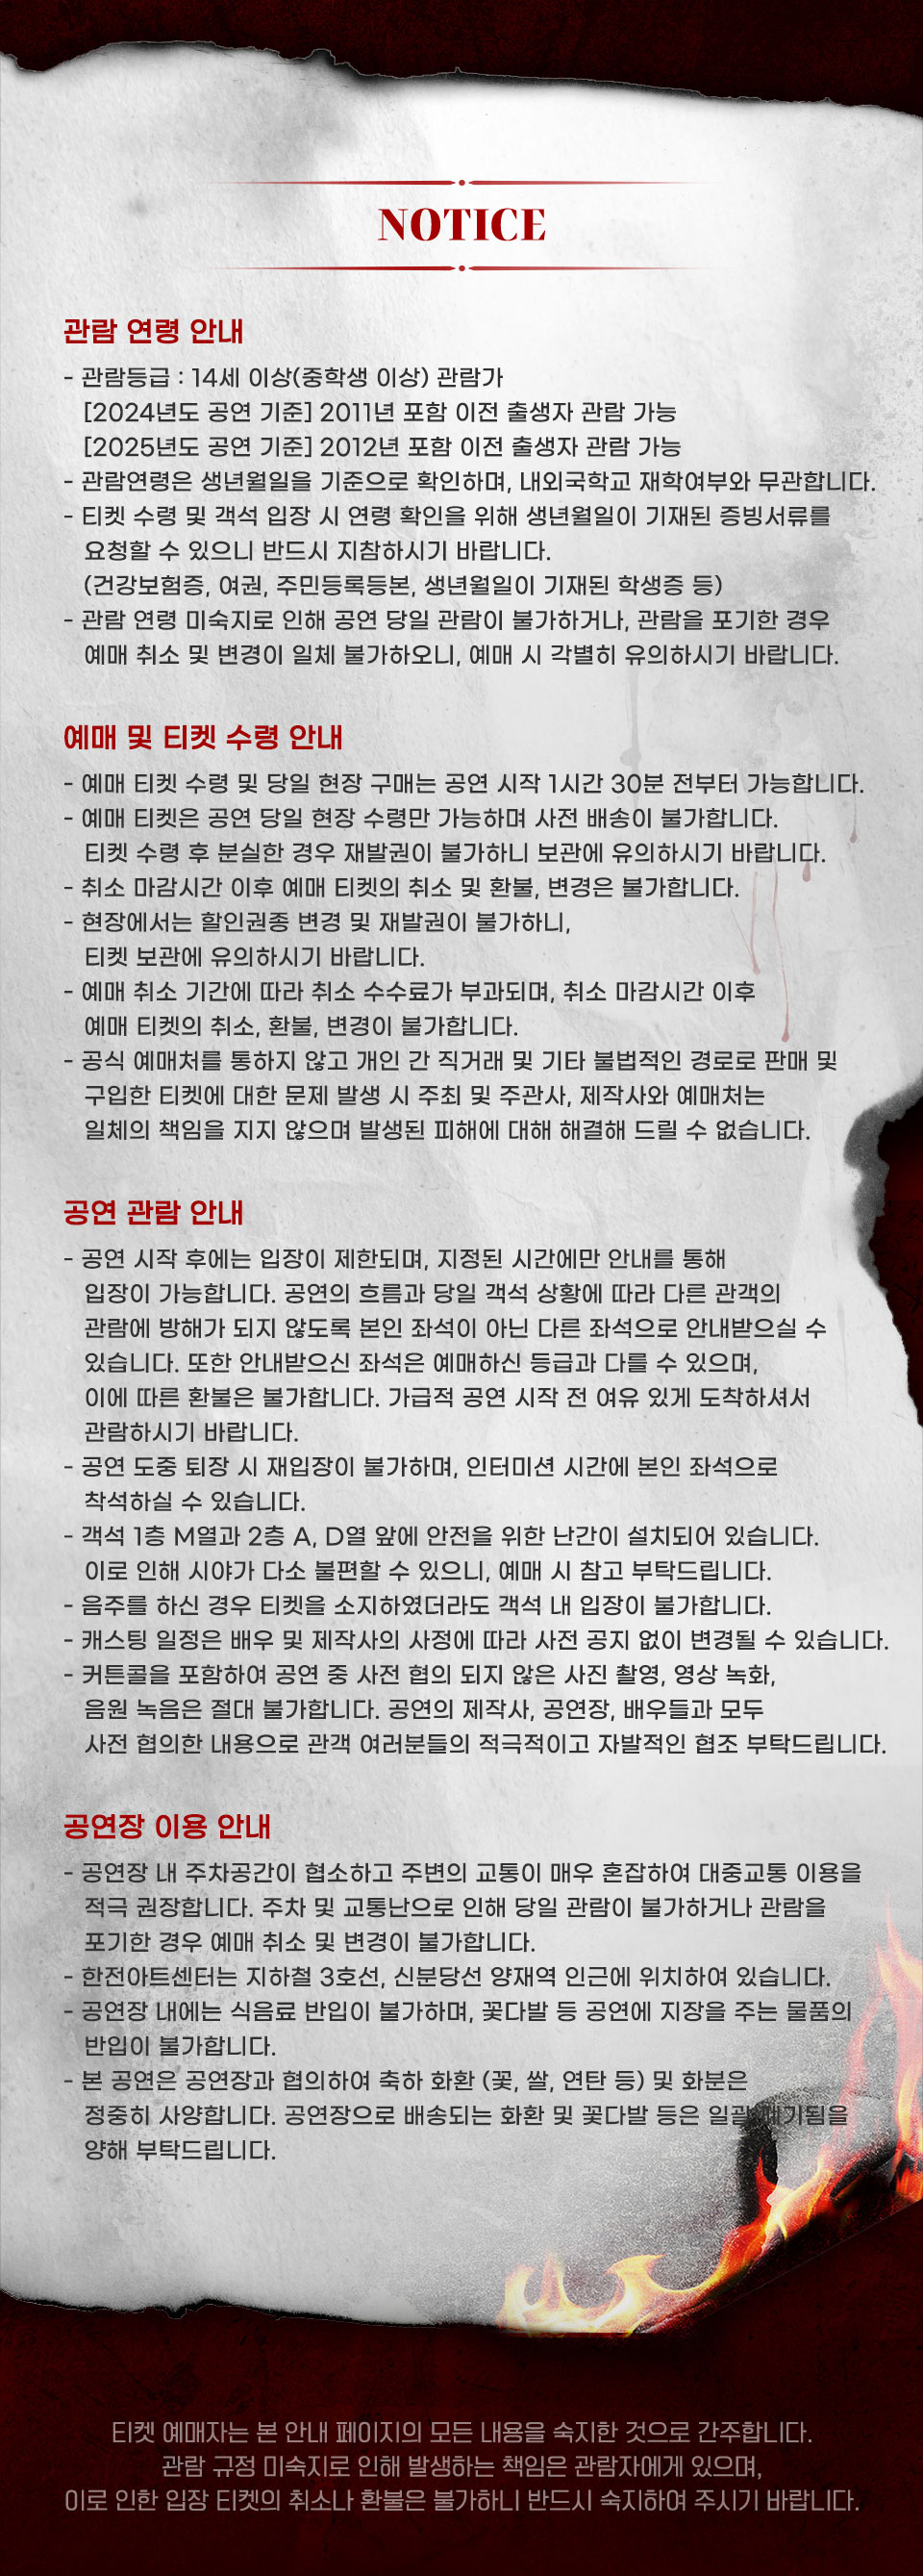 NOTICE
관람 연령 안내
- 관람등급 : 14세 이상(중학생 이상) 관람가
[2024년도 공연 기준] 2011년 포함 이전 출생자 관람 가능
[2025년도 공연 기준] 2012년 포함 이전 출생자 관람 가능
- 관람연령은 생년월일을 기준으로 확인하며, 내외국학교 재학여부와 무관합니다.
- 티켓 수령 및 객석 입장 시 연령 확인을 위해 생년월일이 기재된 증빙서류를
요청할 수 있으니 반드시 지참하시기 바랍니다.
(건강보험증, 여권, 주민등록등본, 생년월일이 기재된 학생증 등)
- 관람 연령 미숙지로 인해 공연 당일 관람이 불가하거나, 관람을 포기한 경우
예매 취소 및 변경이 일체 불가하오니, 예매 시 각별히 유의하시기 바랍니다.
예매 및 티켓 수령 안내
- 예매 티켓 수령 및 당일 현장 구매는 공연 시작 1시간 30분 전부터 가능합니다.
- 예매 티켓은 공연 당일 현장 수령만 가능하며 사전 배송이 불가합니다.
티켓 수령 후 분실한 경우 재발권이 불가하니 보관에 유의하시기 바랍니다.
- 취소 마감시간 이후 예매 티켓의 취소 및 환불, 변경은 불가합니다.
- 현장에서는 할인권종 변경 및 재발권이 불가하니,
티켓 보관에 유의하시기 바랍니다.
- 예매 취소 기간에 따라 취소 수수료가 부과되며, 취소 마감시간 이후
예매 티켓의 취소, 환불, 변경이 불가합니다.
- 공식 예매처를 통하지 않고 개인 간 직거래 및 기타 불법적인 경로로 판매 및
구입한 티켓에 대한 문제 발생 시 주최 및 주관사, 제작사와 예매처는
일체의 책임을 지지 않으며 발생된 피해에 대해 해결해 드릴 수 없습니다.
공연 관람 안내
- 공연 시작 후에는 입장이 제한되며, 지정된 시간에만 안내를 통해
입장이 가능합니다. 공연의 흐름과 당일 객석 상황에 따라 다른 관객의
관람에 방해가 되지 않도록 본인 좌석이 아닌 다른 좌석으로 안내받으실 수
있습니다. 또한 안내받으신 좌석은 예매하신 등급과 다를 수 있으며,
이에 따른 환불은 불가합니다. 가급적 공연 시작 전 여유 있게 도착하셔서
관람하시기 바랍니다.
- 공연 도중 퇴장 시 재입장이 불가하며, 인터미션 시간에 본인 좌석으로
착석하실 수 있습니다.
- 객석 1층 M열과 2층 A, D열 앞에 안전을 위한 난간이 설치되어 있습니다.
이로 인해 시야가 다소 불편할 수 있으니, 예매 시 참고 부탁드립니다.
- 음주를 하신 경우 티켓을 소지하였더라도 객석 내 입장이 불가합니다.
- 캐스팅 일정은 배우 및 제작사의 사정에 따라 사전 공지 없이 변경될 수 있습니다.
- 커튼콜을 포함하여 공연 중 사전 협의 되지 않은 사진 촬영, 영상 녹화,
음원 녹음은 절대 불가합니다. 공연의 제작사, 공연장, 배우들과 모두
사전 협의한 내용으로 관객 여러분들의 적극적이고 자발적인 협조 부탁드립니다.
공연장 이용 안내
- 공연장 내 주차공간이 협소하고 주변의 교통이 매우 혼잡하여 대중교통 이용을
적극 권장합니다. 주차 및 교통난으로 인해 당일 관람이 불가하거나 관람을
포기한 경우 예매 취소 및 변경이 불가합니다.
- 한전아트센터는 지하철 3호선, 신분당선 양재역 인근에 위치하여 있습니다.
- 공연장 내에는 식음료 반입이 불가하며, 꽃다발 등 공연에 지장을 주는 물품의
반입이 불가합니다.
- 본 공연은 공연장과 협의하여 축하 화환 (꽃, 쌀, 연탄 등) 및 화분은
정중히 사양합니다. 공연장으로 배송되는 화환 및 꽃다발 등은 일괄 폐기됨을
양해 부탁드립니다.
티켓 예매자는 본 안내 페이지의 모든 내용을 숙지한 것으로 간주합니다.
관람 규정 미숙지로 인해 발생하는 책임은 관람자에게 있으며,
이로 인한 입장 티켓의 취소나 환불은 불가하니 반드시 숙지하여 주시기 바랍니다.